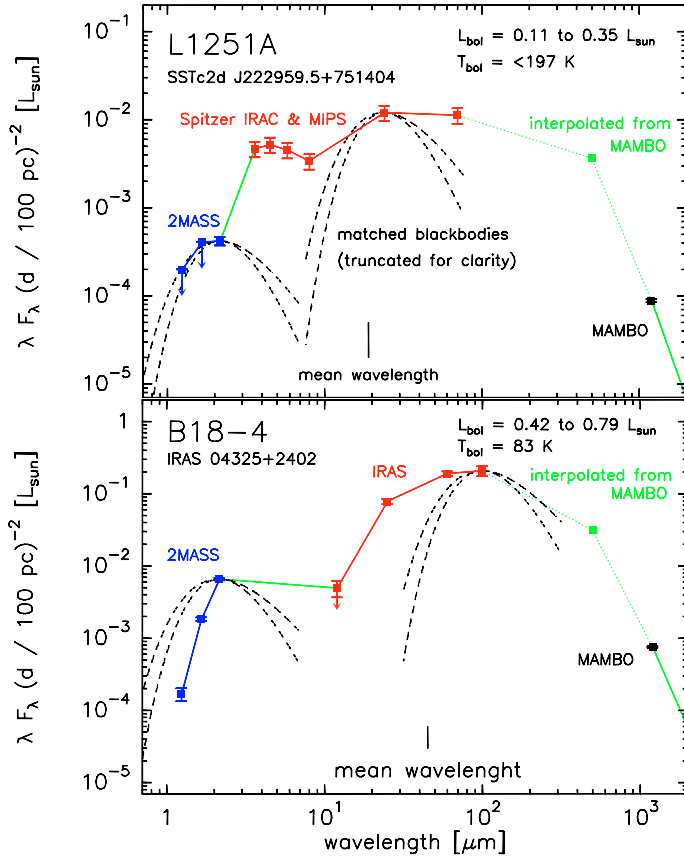 L1251A
SSTc2d J222959.5+751404
L_bol = 0.11 to 0.35 L_sun
T_bol = <197 K
Spitzer IRAC & MIPS
interpolated from
MAMBO
2MASS
matched blackbodies
(truncated for clarity)
MAMBO
mean wavelength
10^-1
10^-2
10^-3
10^-4
10^-5
λ F_λ (d / 100 pc)^-2 [L_sun]
B18-4
IRAS 04325+2402
L_bol = 0.42 to 0.79 L_sun
T_bol = 83 K
IRAS
interpolated from
MAMBO
2MASS
MAMBO
mean wavelenght
1
10^-1
10^-2
10^-3
10^-4
10^-5
λ F_λ (d / 100 pc)^-2 [L_sun]
1 10^1 10^2 10^3
wavelength [μm]